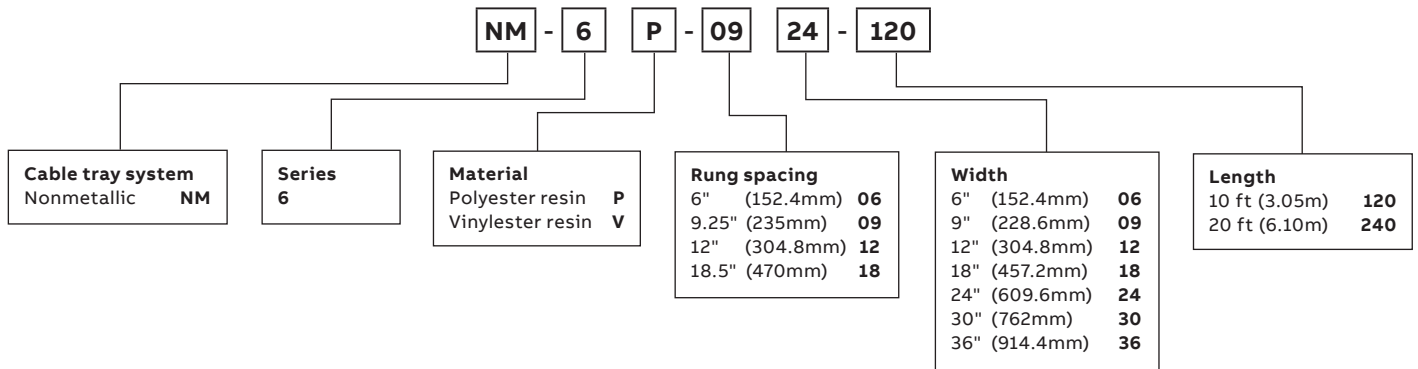 NM - 6 P - 09 24 - 120
Cable tray system
Nonmetallic NM
Series
6
Material
Polyester resin P
Vinylester resin V
Rung spacing
6" (152.4mm) 06
9.25" (235mm) 09
12" (304.8mm) 12
18.5" (470mm) 18
Width
6" (152.4mm) 06
9" (228.6mm) 09
12" (304.8mm) 12
18" (457.2mm) 18
24" (609.6mm) 24
30" (762mm) 30
36" (914.4mm) 36
Length
10 ft (3.05m) 120
20 ft (6.10m) 240